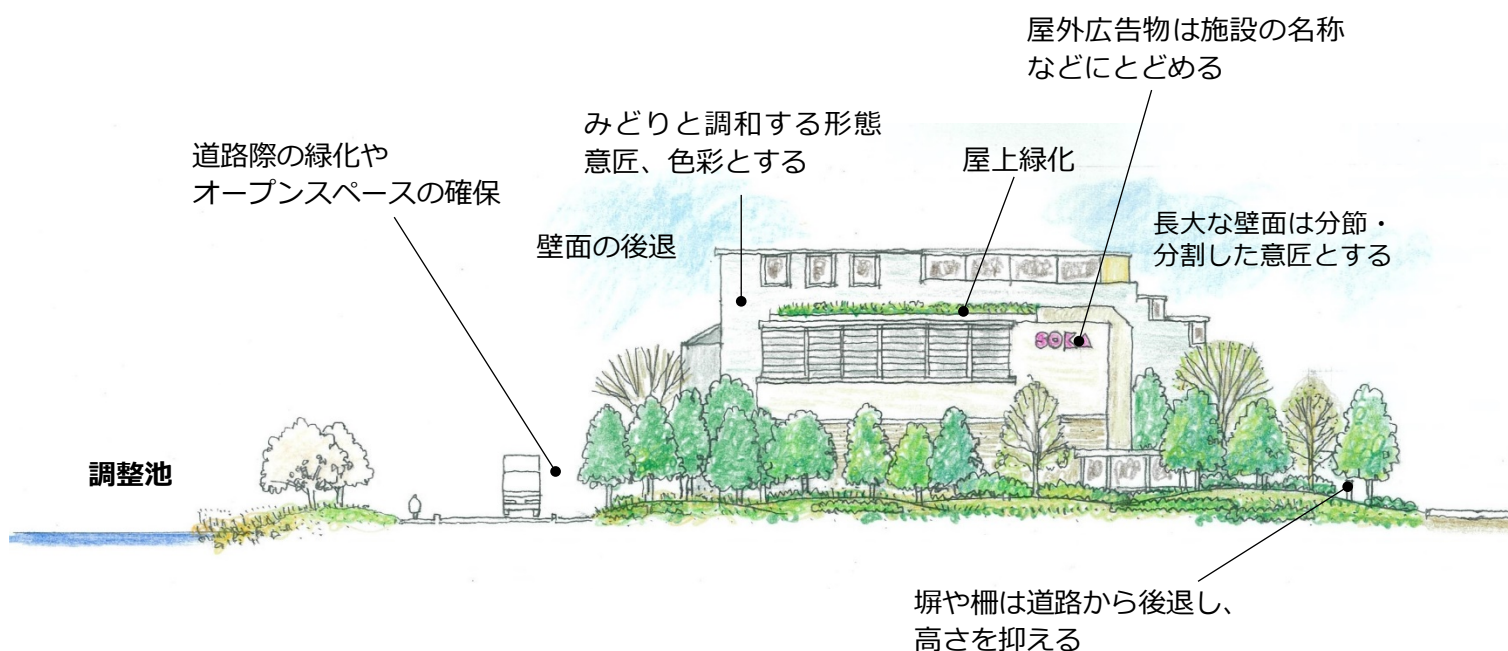 屋外広告物は施設の名称
などにとどめる
みどりと調和する形態
意匠、色彩とする
道路際の緑化や
オープンスペースの確保
屋上緑化
長大な壁面は分節・
分割した意匠とする
壁面の後退
SOKA
調整池
塀や柵は道路から後退し、
高さを抑える